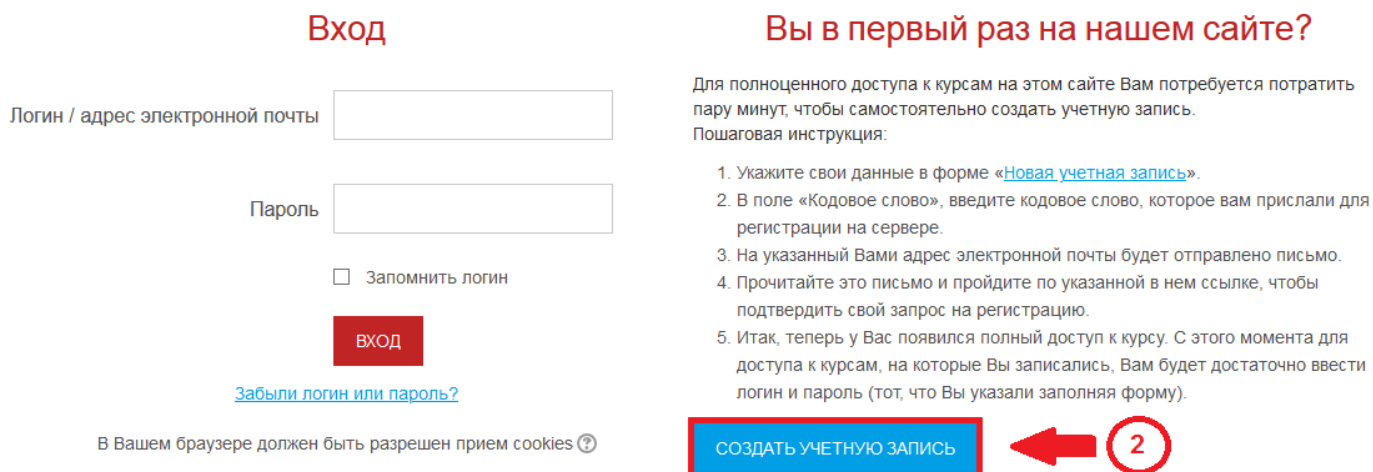 Вход
Логин / адрес электронной почты
Пароль
Запомнить логин
ВХОД
Забыли логин или пароль?
В Вашем браузере должен быть разрешен прием cookies ?
Вы в первый раз на нашем сайте?
Для полноценного доступа к курсам на этом сайте Вам потребуется потратить
пару минут, чтобы самостоятельно создать учетную запись.
Пошаговая инструкция:
1. Укажите свои данные в форме «Новая учетная запись».
2. В поле «Кодовое слово», введите кодовое слово, которое вам прислали для
регистрации на сервере.
3. На указанный Вами адрес электронной почты будет отправлено письмо.
4. Прочитайте это письмо и пройдите по указанной в нем ссылке, чтобы
подтвердить свой запрос на регистрацию.
5. Итак, теперь у Вас появился полный доступ к курсу. С этого момента для
доступа к курсам, на которые Вы записались, Вам будет достаточно ввести
логин и пароль (тот, что Вы указали заполняя форму).
СОЗДАТЬ УЧЕТНУЮ ЗАПИСЬ
2